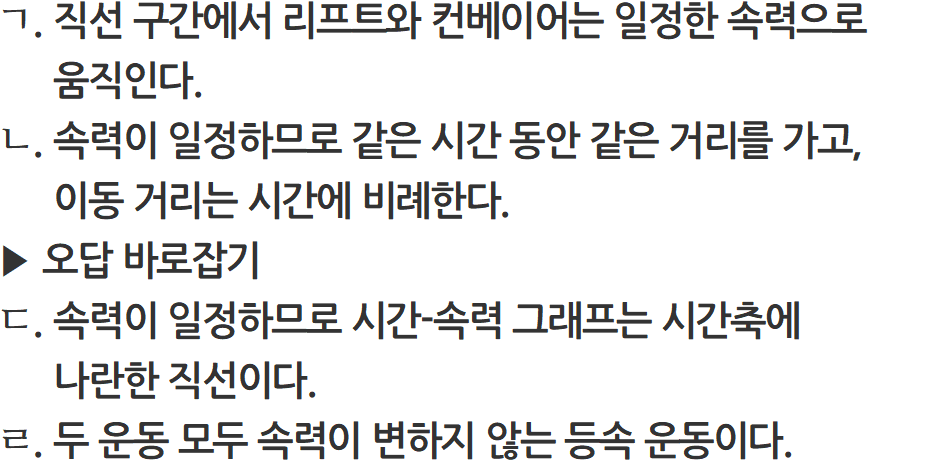 ㄱ. 직선 구간에서 리프트와 컨베이어는 일정한 속력으로
움직인다.
ㄴ. 속력이 일정하므로 같은 시간 동안 같은 거리를 가고,
이동 거리는 시간에 비례한다.
▶ 오답 바로잡기
ㄷ. 속력이 일정하므로 시간-속력 그래프는 시간축에
나란한 직선이다.
ㄹ. 두 운동 모두 속력이 변하지 않는 등속 운동이다.